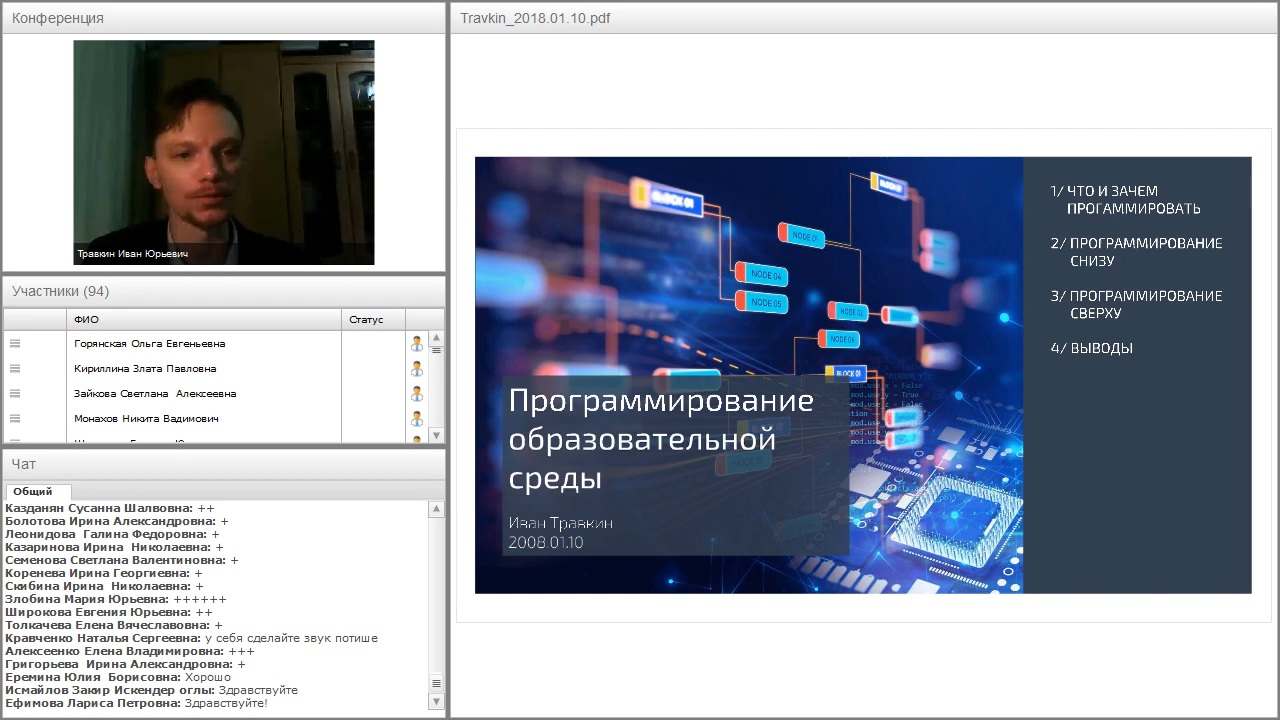 Конференция
Травкин Иван Юрьевич
Участники (94)
ФИО
Статус
Горянская Ольга Евгеньевна
Кириллина Злата Павловна
Зайкова Светлана Алексеевна
Монахов Никита Вадимович
Чат
Общий
Казданян Сусанна Шалвовна: ++
Болотова Ирина Александровна: +
Леонидова Галина Федоровна: +
Казаринова Ирина Николаевна: +
Семенова Светлана Валентиновна: +
Коренева Ирина Георгиевна: +
Скибина Ирина Николаевна: +
Злобина Мария Юрьевна: ++++++
Широкова Евгения Юрьевна: ++
Толкачева Елена Вячеславовна: +
Кравченко Наталья Сергеевна: у себя сделайте звук потише
Алексеенко Елена Владимировна: +++
Григорьева Ирина Александровна: +
Еремина Юлия Борисовна: Хорошо
Исмайлов Закир Искендер оглы: Здравствуйте
Ефимова Лариса Петровна: Здравствуйте!
Travkin_2018.01.10.pdf
BLOCK 01
NODE 01
NODE 04
NODE 05
NODE 02
NODE 06
BLOCK 01
Программирование
образовательной
среды
Иван Травкин
2008.01.10
1/ ЧТО И ЗАЧЕМ
ПРОГАММИРОВАТЬ
2/ ПРОГРАММИРОВАНИЕ
СНИЗУ
3/ ПРОГРАММИРОВАНИЕ
СВЕРХУ
4/ ВЫВОДЫ